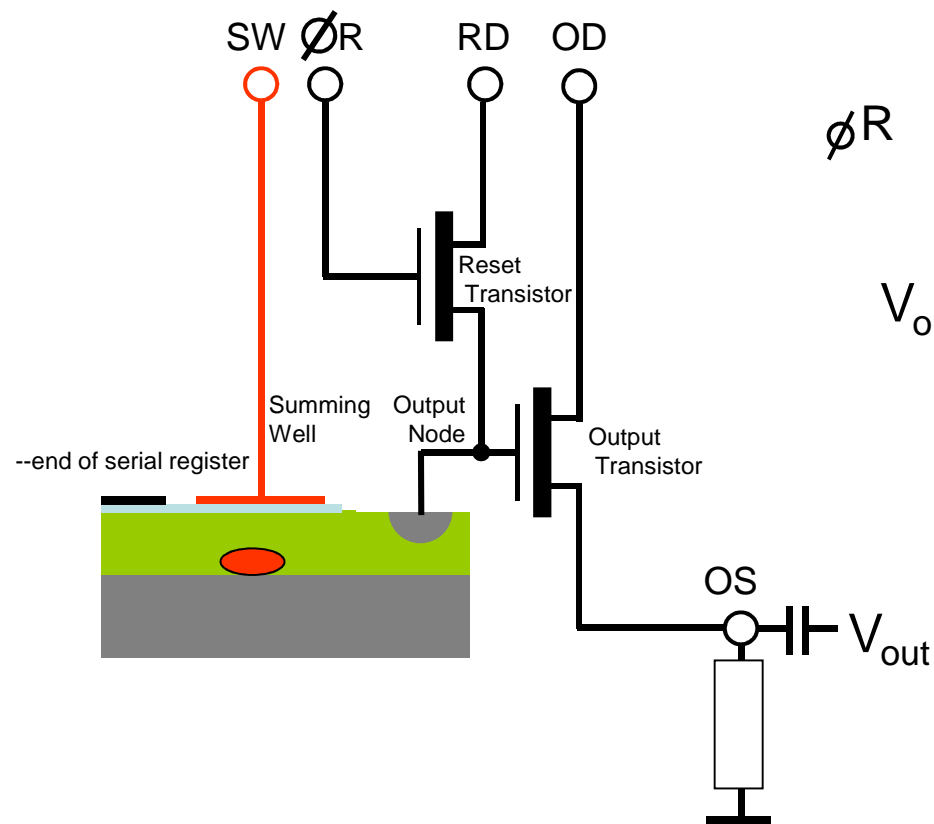 SW ØR RD OD
øR
Reset
Transistor
Vo
Summing
Well
Output
Node
Output
Transistor
--end of serial register
OS
Vout